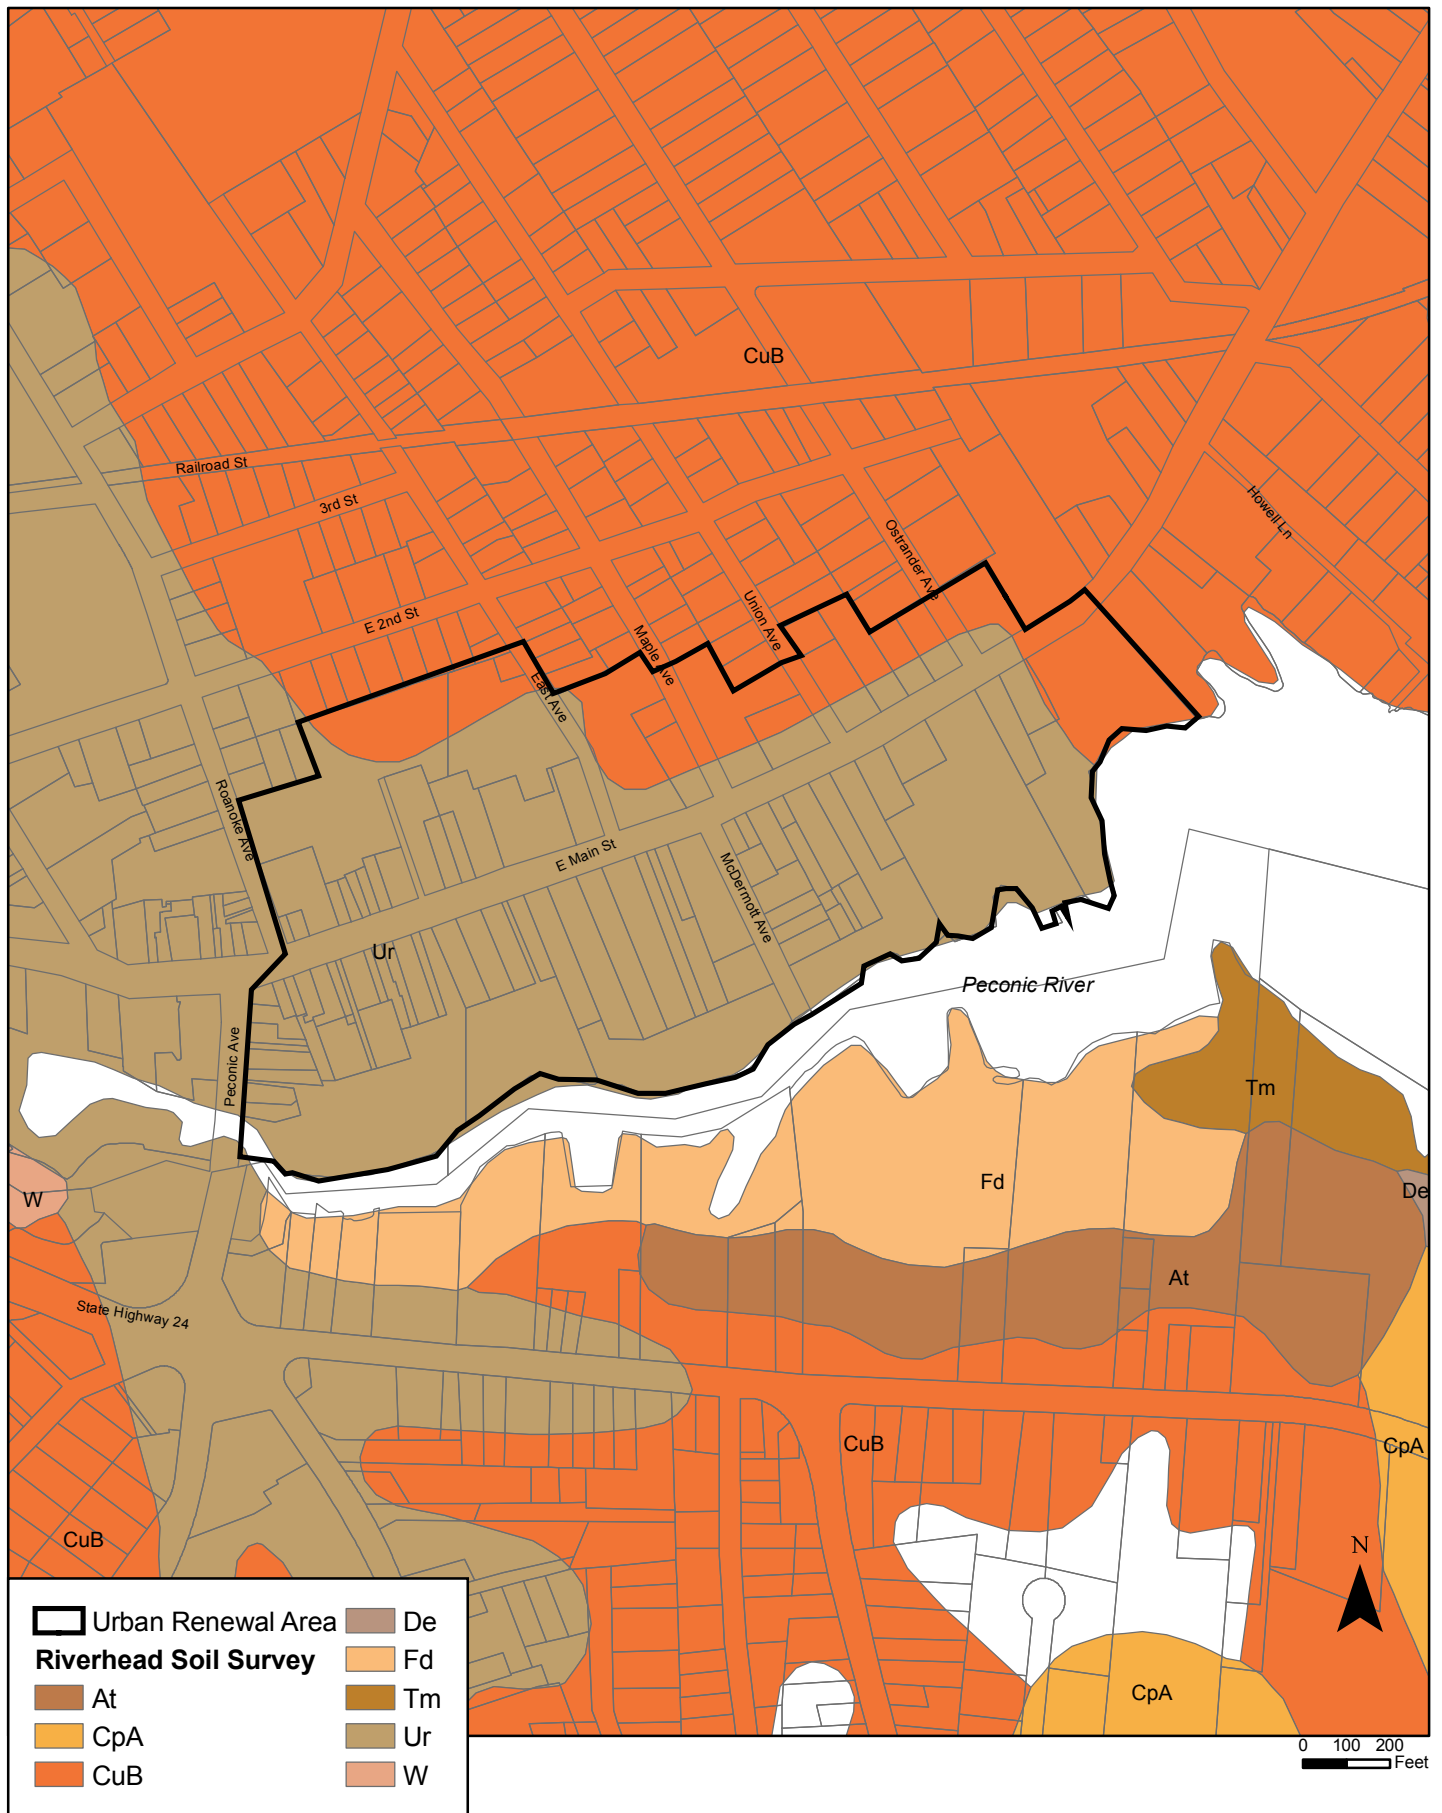 CuB
Railroad St
3rd St
Howell Ln
Ostrander Ave
E 2nd St
Union Ave
Maple Ave
East Ave
Roanoke Ave
E Main St
McDermott Ave
Ur
Peconic River
Peconic Ave
Tm
Fd
De
W
At
State Highway 24
CuB
CpA
CuB
N
CpA
Urban Renewal Area
Riverhead Soil Survey
At
CpA
CuB
De
Fd
Tm
Ur
W
0 100 200
Feet